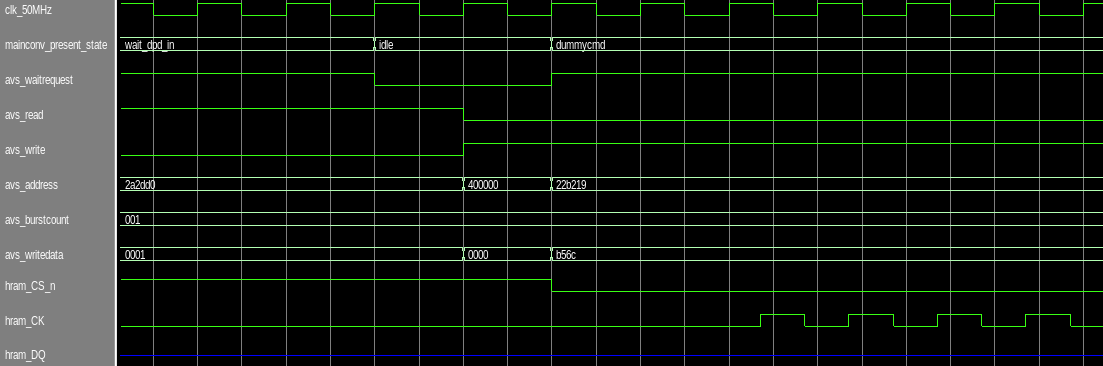 clk_50MHz
mainconv_present_state wait_dpd_in idle dummycmd
avs_waitrequest
avs_read
avs_write
avs_address 2a2dd0 400000 22b219
avs_burstcount 001
avs_writedata 0001 0000 b56c
hram_CS_n
hram_CK
hram_DQ